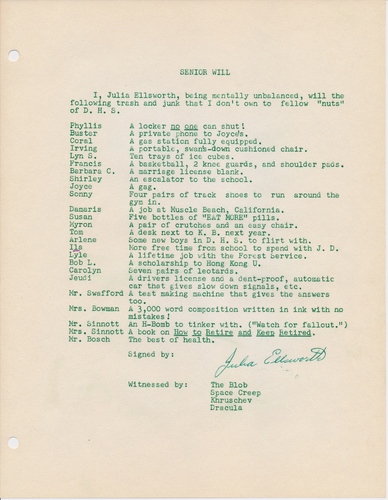 SENIOR WILL
I, Julia Ellsworth, being mentally unbalanced, will the
following trash and junk that I don't own to fellow "nuts"
of D. H. S.
Phyllis A locker no one can shut!
Buster A private phone to Joyce's.
Coral A gas station fully equipped.
Irving A portable, swan's-down cushioned chair.
Lyn S. Ten trays of ice cubes.
Francis A basketball, 2 knee guards, and shoulder pads.
Barbara C. A marriage license blank.
Shirley An escalator to the school.
Joyce A gag.
Sonny Four pairs of track shoes to run around the
gym in.
Damaris A job at Muscle Beach, California.
Susan Five bottles of "EAT MORE" pills.
Myron A pair of crutches and an easy chair.
Tom A desk next to K. B. next year.
Arlene Some new boys in D. H. S. to flirt with.
Ila More free time from school to spend with J. D.
Lyle A lifetime job with the Forest Service.
Bob L. A scholarship to Hong Kong U.
Carolyn Seven pairs of leotards.
Jeudi A drivers license and a dent-proof, automatic
car that gives slow down signals, etc.
Mr. Swafford A test making machine that gives the answers
too.
Mrs. Bowman A 3,000 word composition written in ink with no
mistakes!
Mr. Sinnott An H-Bomb to tinker with. ("Watch for fallout.")
Mrs. Sinnott A book on How to Retire and Keep Retired.
Mr. Bosch The best of health.
Signed by: Julia Ellsworth
Witnessed by: The Blob
Space Creep
Khruschev
Dracula